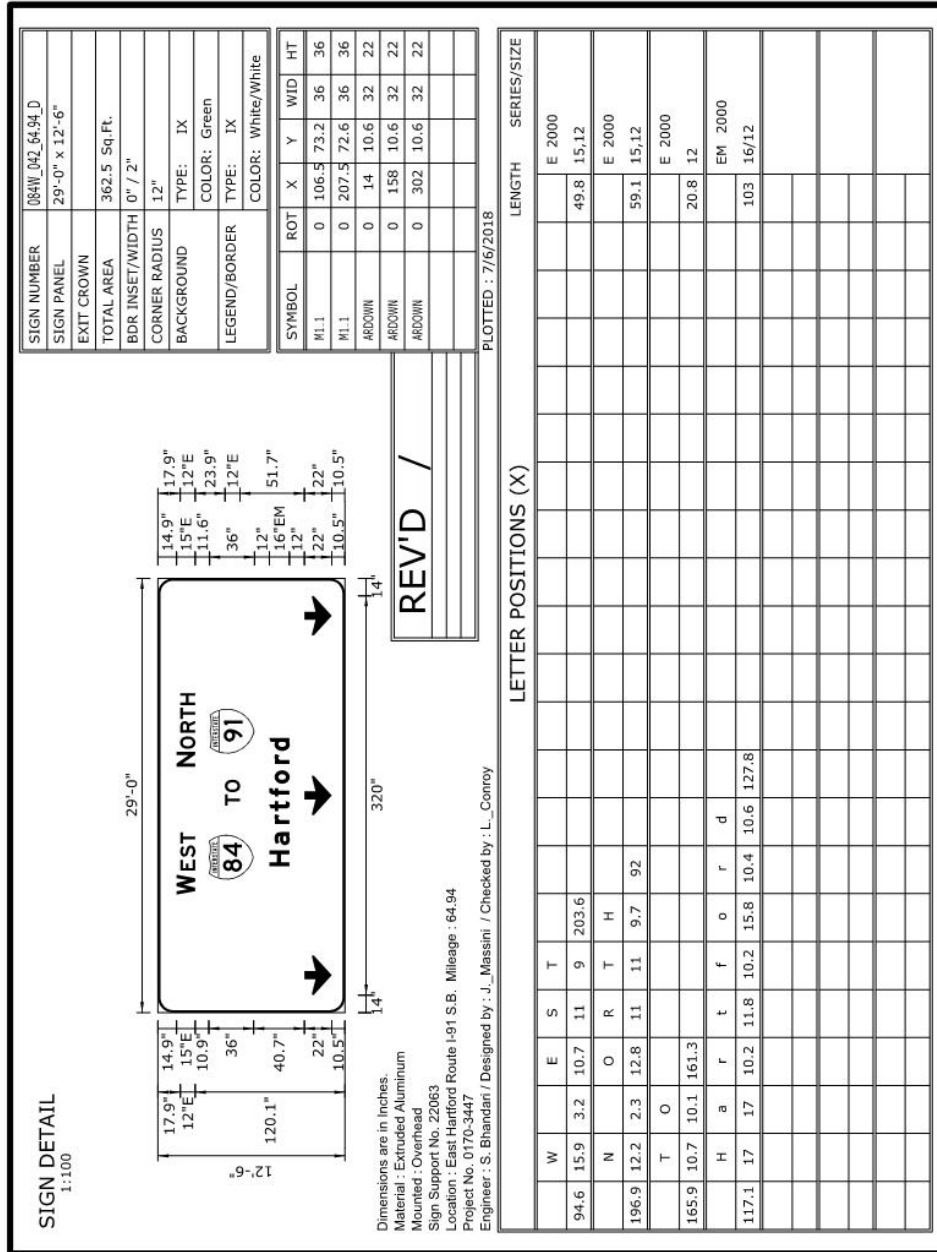 SIGN DETAIL
1:100
SIGN NUMBER 084W_042_64.94_D
SIGN PANEL 29'-0" x 12'-6"
EXIT CROWN
TOTAL AREA 362.5 Sq.Ft.
BDR INSET/WIDTH 0" / 2"
CORNER RADIUS 12"
BACKGROUND TYPE: IX
COLOR: Green
LEGEND/BORDER TYPE: IX
COLOR: White/White
SYMBOL ROT X Y WID HT
M1.1 0 106.5 73.2 36 36
M1.1 0 207.5 72.6 36 36
ARDOWN 0 14 10.6 32 22
ARDOWN 0 158 10.6 32 22
ARDOWN 0 302 10.6 32 22
29'-0"
12'-6"
17.9"
12"E
120.1"
14.9"
15"E
10.9"
36"
40.7"
22"
10.5"
WEST NORTH
INTERSTATE 84 TO INTERSTATE 91
Hartford
14.9"
15"E
11.6"
36"
12"
16"EM
12"
22"
10.5"
17.9"
12"E
23.9"
12"E
51.7"
22"
10.5"
14" 320" 14"
Dimensions are in Inches.
Material : Extruded Aluminum
Mounted : Overhead
Sign Support No. 22063
Location : East Hartford Route I-91 S.B. Mileage : 64.94
Project No. 0170-3447
Engineer : S. Bhandari / Designed by : J._Massini / Checked by : L._Conroy
REV'D /
PLOTTED : 7/6/2018
LETTER POSITIONS (X) LENGTH SERIES/SIZE
W E S T E 2000
94.6 15.9 3.2 10.7 11 9 203.6 49.8 15,12
N O R T H E 2000
196.9 12.2 2.3 12.8 11 11 9.7 92 59.1 15,12
T O E 2000
165.9 10.7 10.1 161.3 20.8 12
H a r t f o r d EM 2000
117.1 17 17 10.2 11.8 10.2 15.8 10.4 10.6 127.8 103 16/12